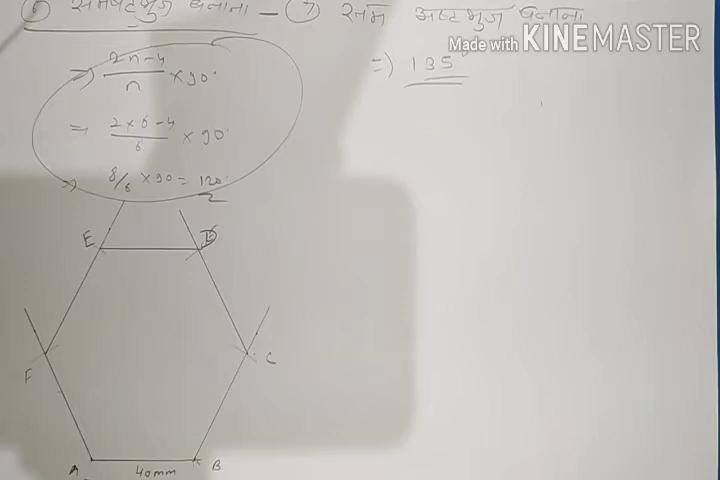 6 समषट्भुज बनाना — 7 सम अष्टभुज बनाना
Made with KINEMASTER
=) 2n-4/n × 90°
=) 135°
= 2×6-4/6 × 90°
=) 8/6 × 90 = 120°
E D
F C
A 40mm B